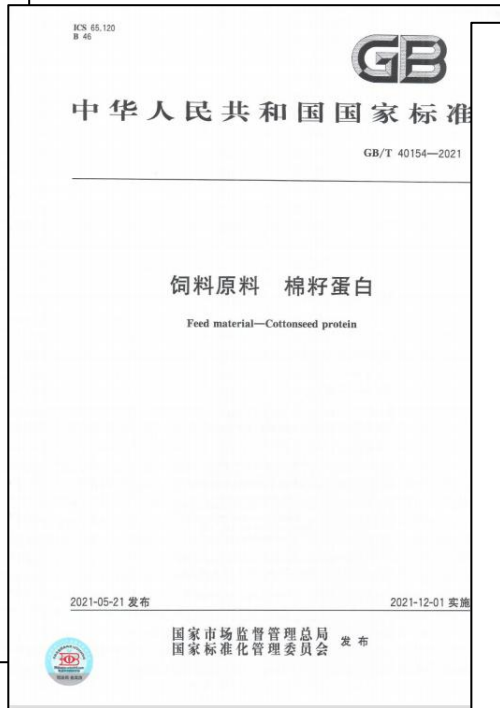 ICS 65.120
B 46
GB
中华人民共和国国家标准
GB/T 40154—2021
饲料原料 棉籽蛋白
Feed material—Cottonseed protein
2021-05-21 发布
2021-12-01 实施
国家市场监督管理总局
国家标准化管理委员会
发布